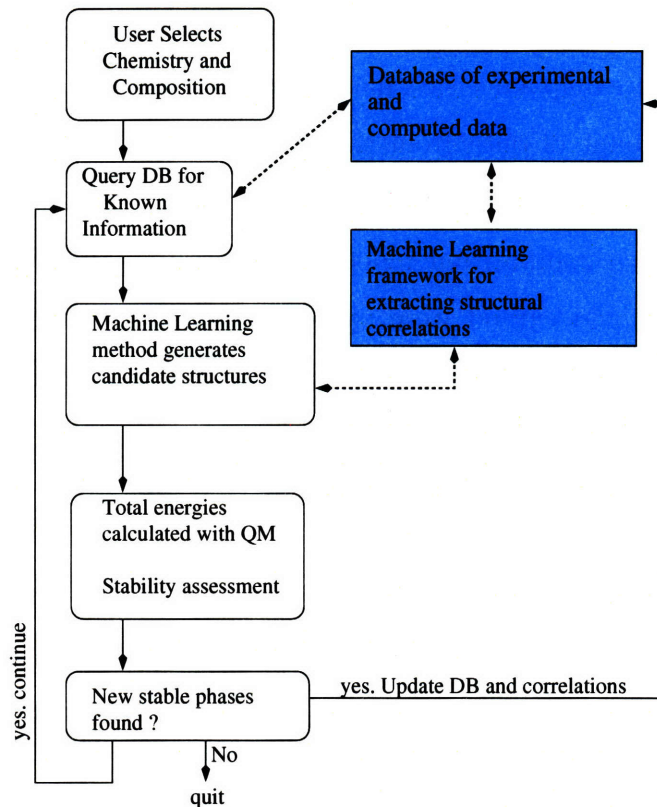 User Selects
Chemistry and
Composition
Database of experimental
and
computed data
Query DB for
Known
Information
Machine Learning
framework for
extracting structural
correlations
Machine Learning
method generates
candidate structures
Total energies
calculated with QM
Stability assessment
yes. continue
New stable phases
found ?
yes. Update DB and correlations
No
quit